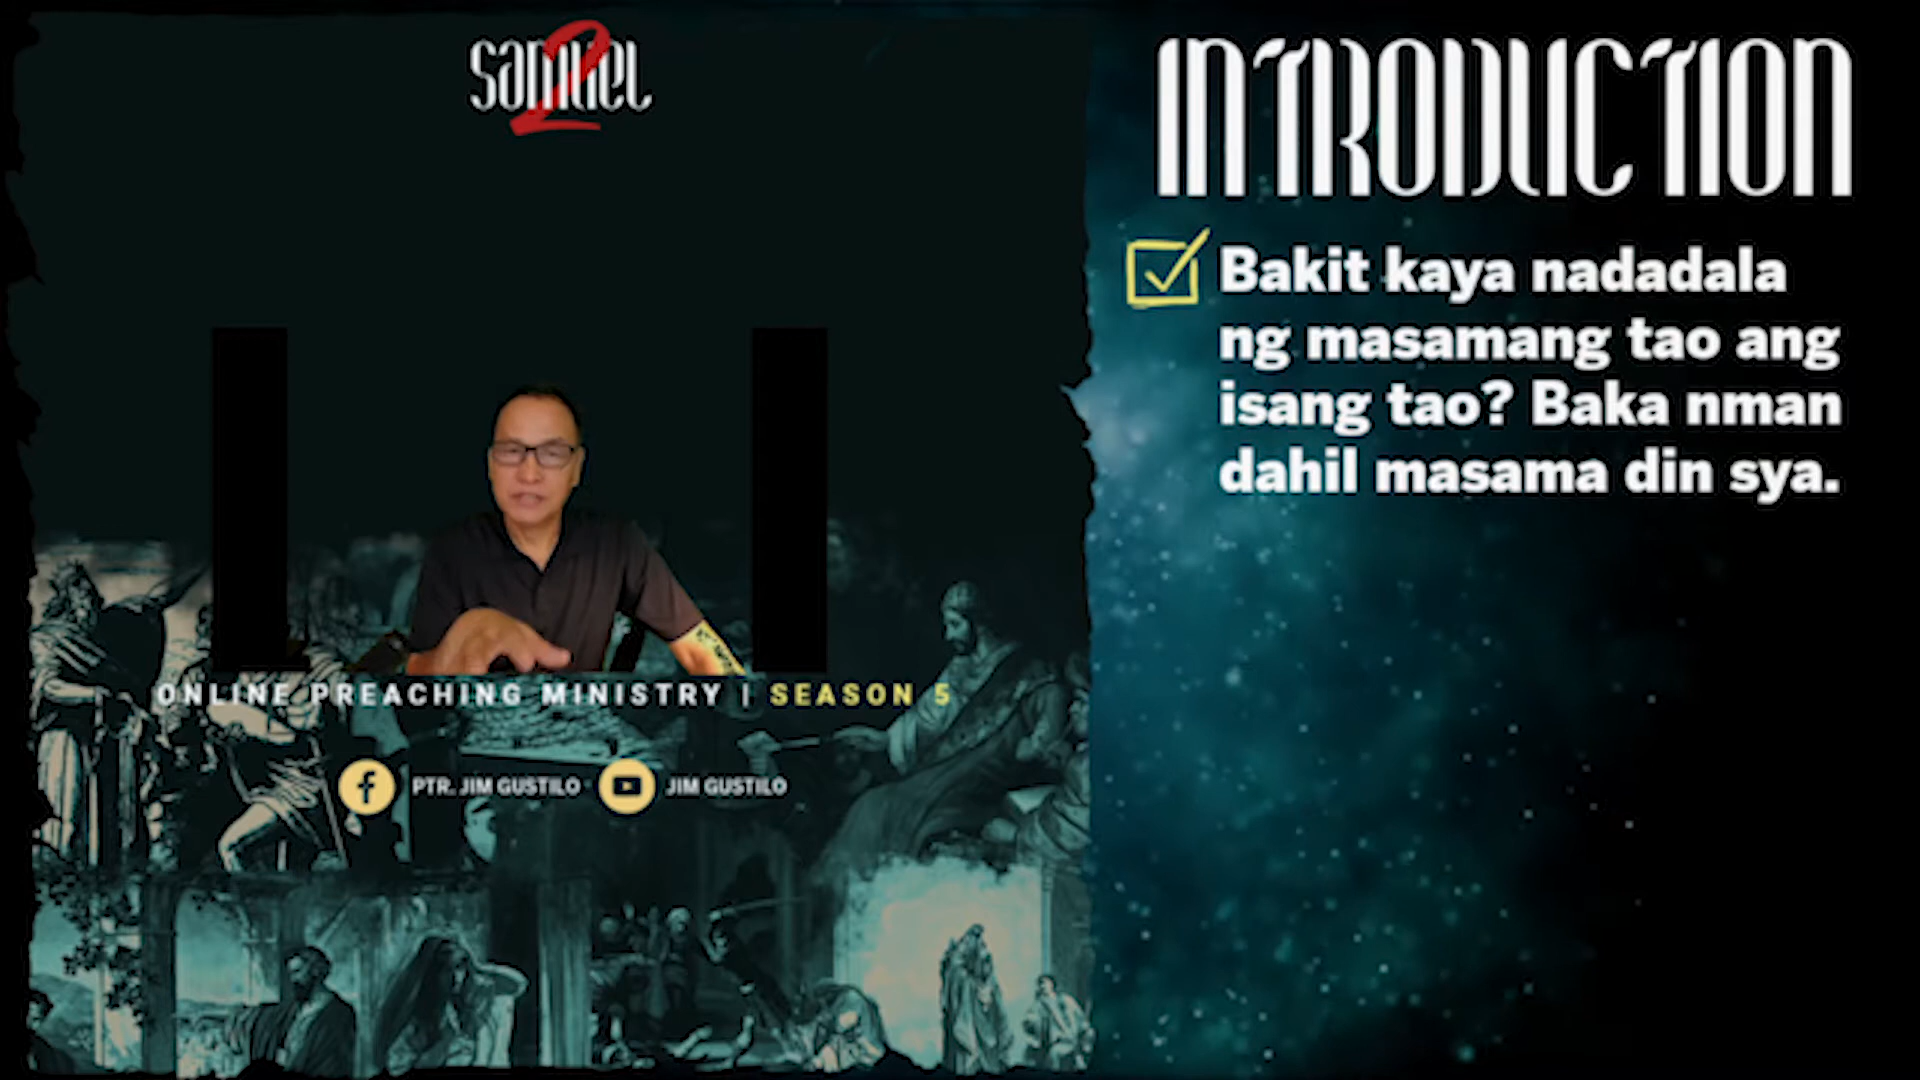 Samuel
2
ONLINE PREACHING MINISTRY | SEASON 5
PTR. JIM GUSTILO
JIM GUSTILO
INTRODUCTION
Bakit kaya nadadala
ng masamang tao ang
isang tao? Baka nman
dahil masama din sya.